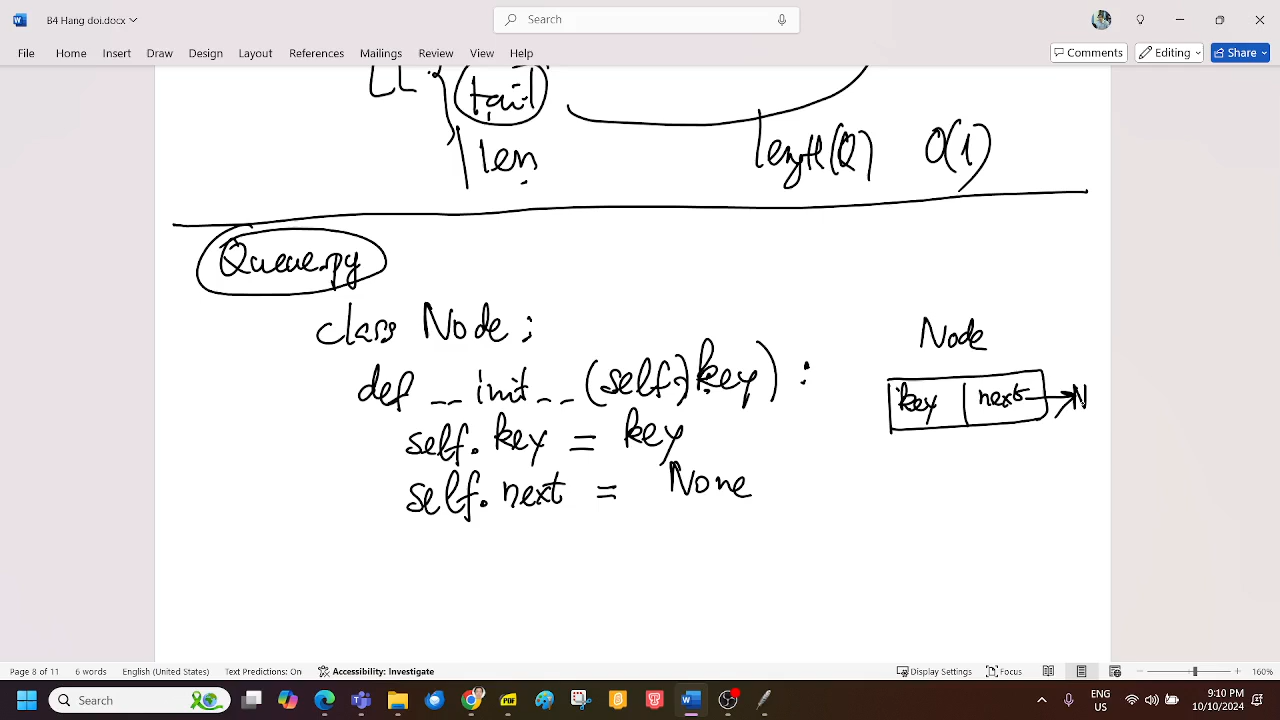 B4 Hang doi.docx
Search
File Home Insert Draw Design Layout References Mailings Review View Help
Comments Editing Share
LL tail
len length(Q) O(1)
Queue.py
class Node:
Node
def __init__(self, key):
key next N
self.key = key
self.next = None
Page 8 of 11 6 words English (United States) Text Predictions: On Accessibility: Investigate Display Settings Focus 160%
Search PDF ENG US 9:10 PM 10/10/2024